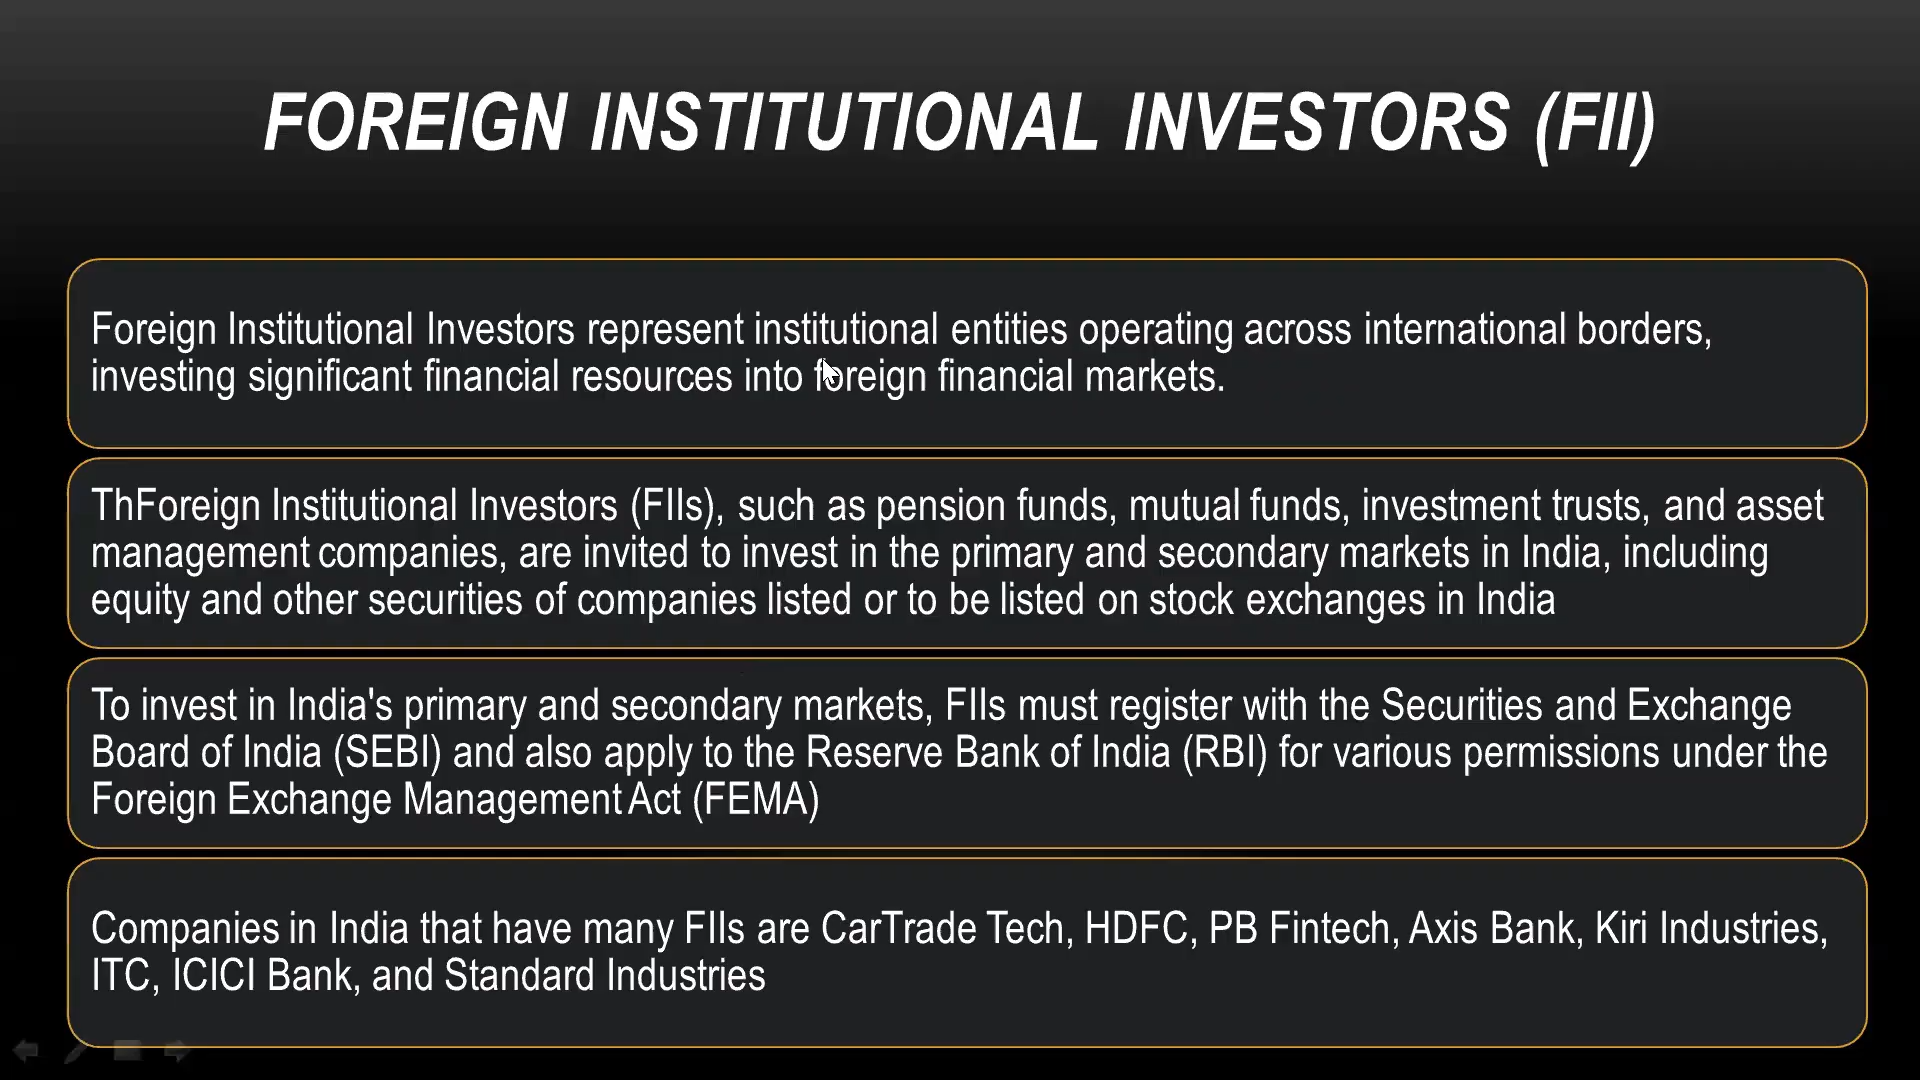 FOREIGN INSTITUTIONAL INVESTORS (FII)
Foreign Institutional Investors represent institutional entities operating across international borders,
investing significant financial resources into foreign financial markets.
ThForeign Institutional Investors (FIIs), such as pension funds, mutual funds, investment trusts, and asset
management companies, are invited to invest in the primary and secondary markets in India, including
equity and other securities of companies listed or to be listed on stock exchanges in India
To invest in India's primary and secondary markets, FIIs must register with the Securities and Exchange
Board of India (SEBI) and also apply to the Reserve Bank of India (RBI) for various permissions under the
Foreign Exchange Management Act (FEMA)
Companies in India that have many FIIs are CarTrade Tech, HDFC, PB Fintech, Axis Bank, Kiri Industries,
ITC, ICICI Bank, and Standard Industries